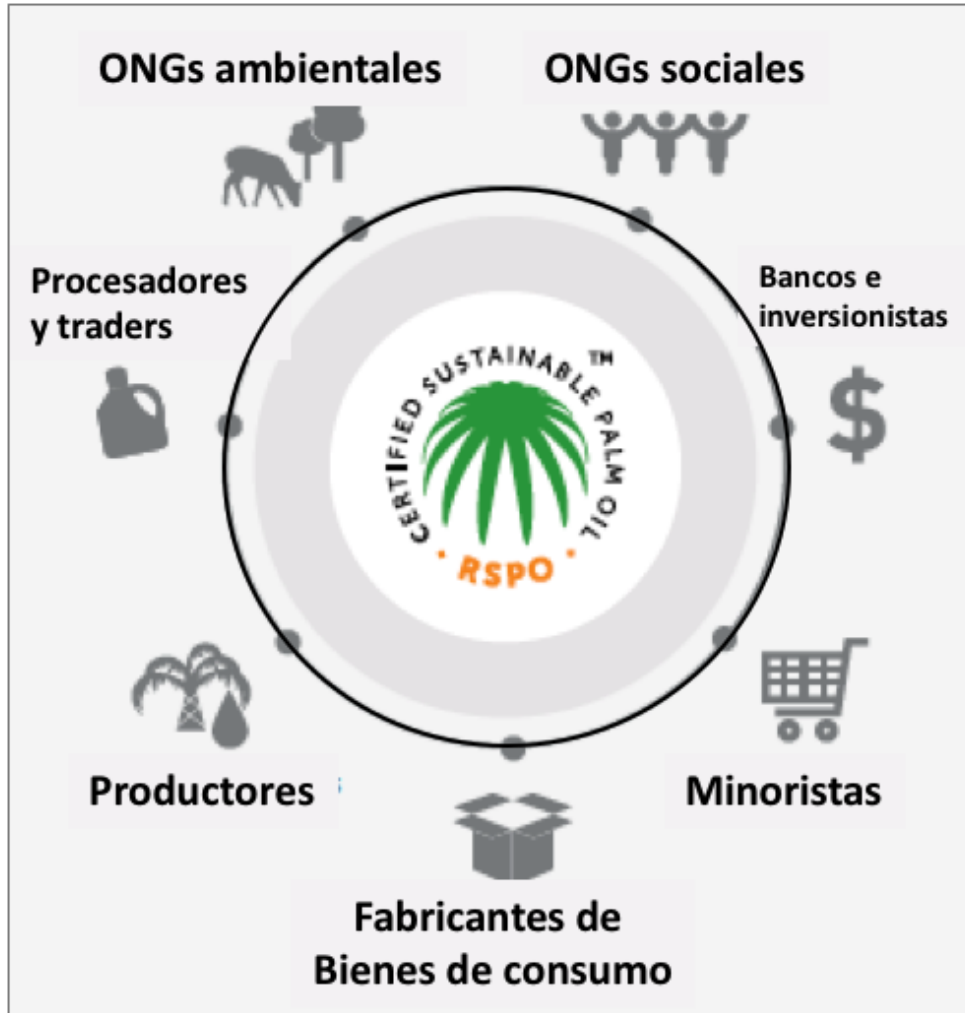 ONGs ambientales
ONGs sociales
Procesadores
y traders
Bancos e
inversionistas
$
CERTIFIED SUSTAINABLE PALM OIL ™
· RSPO ·
Productores
Minoristas
Fabricantes de
Bienes de consumo